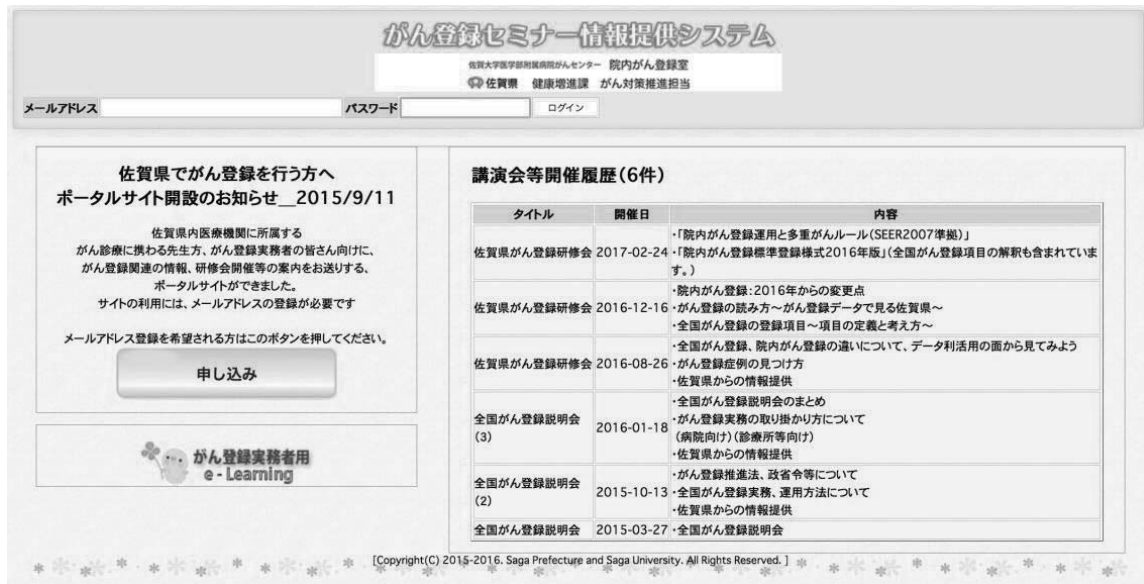 がん登録セミナー情報提供システム
佐賀大学医学部附属病院がんセンター 院内がん登録室
佐賀県 健康増進課 がん対策推進担当
メールアドレス パスワード ログイン
佐賀県でがん登録を行う方へ
ポータルサイト開設のお知らせ__2015/9/11
佐賀県内医療機関に所属する
がん診療に携わる先生方、がん登録実務者の皆さん向けに、
がん登録関連の情報、研修会開催等の案内をお送りする、
ポータルサイトができました。
サイトの利用には、メールアドレスの登録が必要です
メールアドレス登録を希望される方はこのボタンを押してください。
申し込み
がん登録実務者用
e-Learning
講演会等開催履歴(6件)
タイトル 開催日 内容
佐賀県がん登録研修会 2017-02-24 ・「院内がん登録運用と多重がんルール(SEER2007準拠)」
・「院内がん登録標準登録様式2016年版」(全国がん登録項目の解釈も含まれていま
す。)
佐賀県がん登録研修会 2016-12-16 ・院内がん登録:2016年からの変更点
・がん登録の読み方～がん登録データで見る佐賀県～
・全国がん登録の登録項目～項目の定義と考え方～
佐賀県がん登録研修会 2016-08-26 ・全国がん登録、院内がん登録の違いについて、データ利活用の面から見てみよう
・がん登録症例の見つけ方
・佐賀県からの情報提供
全国がん登録説明会
(3) 2016-01-18 ・全国がん登録説明会のまとめ
・がん登録実務の取り掛かり方について
(病院向け)(診療所等向け)
・佐賀県からの情報提供
全国がん登録説明会
(2) 2015-10-13 ・がん登録推進法、政省令等について
・全国がん登録実務、運用方法について
・佐賀県からの情報提供
全国がん登録説明会 2015-03-27 ・全国がん登録説明会
[Copyright(C) 2015-2016. Saga Prefecture and Saga University. All Rights Reserved. ]